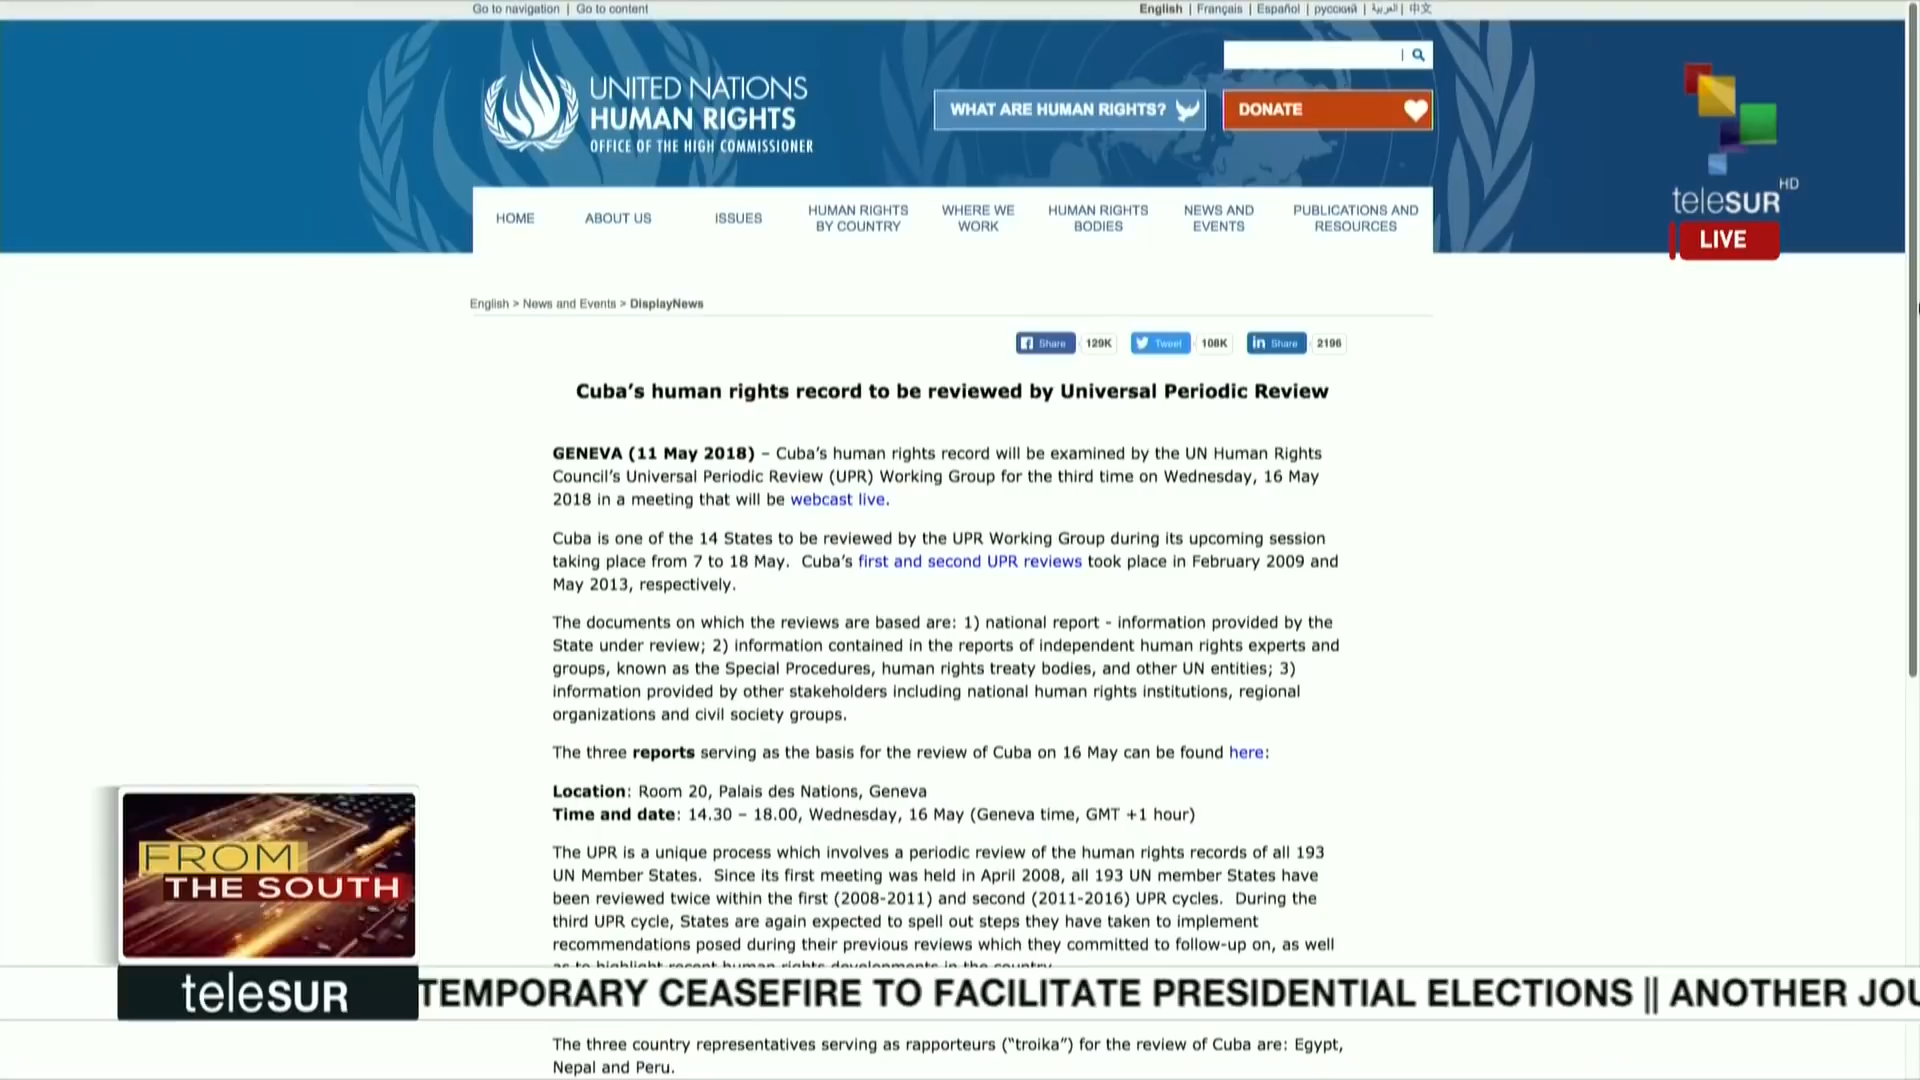 Go to navigation | Go to content
English | Français | Español | русский | العربية | 中文
UNITED NATIONS
HUMAN RIGHTS
OFFICE OF THE HIGH COMMISSIONER
WHAT ARE HUMAN RIGHTS?
DONATE
HOME
ABOUT US
ISSUES
HUMAN RIGHTS
BY COUNTRY
WHERE WE
WORK
HUMAN RIGHTS
BODIES
NEWS AND
EVENTS
PUBLICATIONS AND
RESOURCES
teleSUR HD
LIVE
English > News and Events > DisplayNews
Share 129K Tweet 108K in Share 2196
Cuba's human rights record to be reviewed by Universal Periodic Review
GENEVA (11 May 2018) – Cuba's human rights record will be examined by the UN Human Rights
Council's Universal Periodic Review (UPR) Working Group for the third time on Wednesday, 16 May
2018 in a meeting that will be webcast live.
Cuba is one of the 14 States to be reviewed by the UPR Working Group during its upcoming session
taking place from 7 to 18 May. Cuba's first and second UPR reviews took place in February 2009 and
May 2013, respectively.
The documents on which the reviews are based are: 1) national report - information provided by the
State under review; 2) information contained in the reports of independent human rights experts and
groups, known as the Special Procedures, human rights treaty bodies, and other UN entities; 3)
information provided by other stakeholders including national human rights institutions, regional
organizations and civil society groups.
The three reports serving as the basis for the review of Cuba on 16 May can be found here:
Location: Room 20, Palais des Nations, Geneva
Time and date: 14.30 – 18.00, Wednesday, 16 May (Geneva time, GMT +1 hour)
The UPR is a unique process which involves a periodic review of the human rights records of all 193
UN Member States. Since its first meeting was held in April 2008, all 193 UN member States have
been reviewed twice within the first (2008-2011) and second (2011-2016) UPR cycles. During the
third UPR cycle, States are again expected to spell out steps they have taken to implement
recommendations posed during their previous reviews which they committed to follow-up on, as well
as to highlight recent human rights developments in the country.
FROM
THE SOUTH
teleSUR
TEMPORARY CEASEFIRE TO FACILITATE PRESIDENTIAL ELECTIONS || ANOTHER JOU
The three country representatives serving as rapporteurs ("troika") for the review of Cuba are: Egypt,
Nepal and Peru.